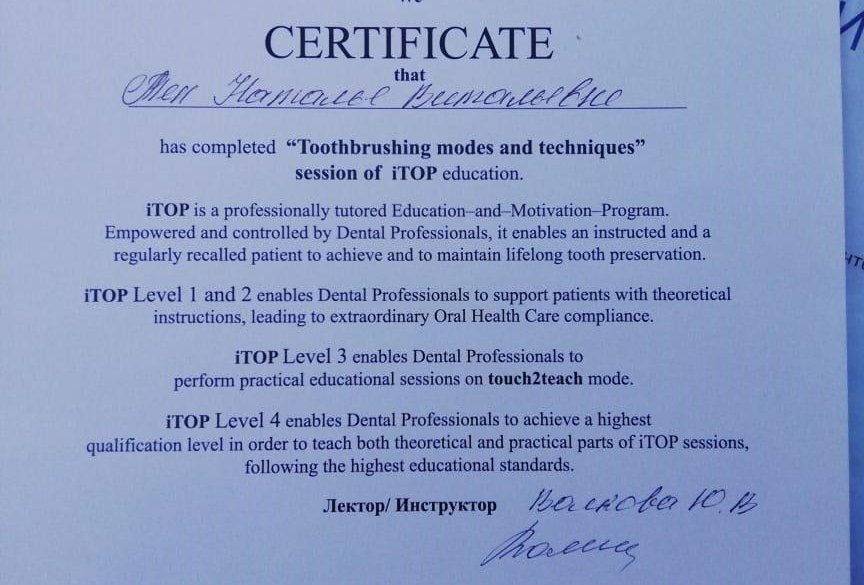 CERTIFICATE
that
Тен Наталье Витальевне
has completed “Toothbrushing modes and techniques”
session of iTOP education.
iTOP is a professionally tutored Education–and–Motivation–Program.
Empowered and controlled by Dental Professionals, it enables an instructed and a
regularly recalled patient to achieve and to maintain lifelong tooth preservation.
iTOP Level 1 and 2 enables Dental Professionals to support patients with theoretical
instructions, leading to extraordinary Oral Health Care compliance.
iTOP Level 3 enables Dental Professionals to
perform practical educational sessions on touch2teach mode.
iTOP Level 4 enables Dental Professionals to achieve a highest
qualification level in order to teach both theoretical and practical parts of iTOP sessions,
following the highest educational standards.
Лектор/ Инструктор Волкова Ю.В